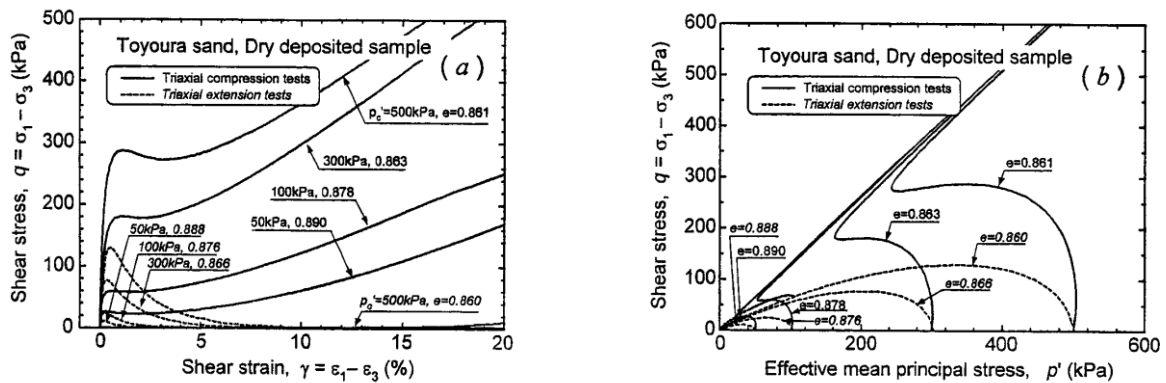 500
400
300
200
100
0
Shear stress, q = σ₁ − σ₃ (kPa)
Toyoura sand, Dry deposited sample
(a)
Triaxial compression tests
Triaxial extension tests
pc'=500kPa, e=0.861
300kPa, 0.863
100kPa, 0.878
50kPa, 0.890
50kPa, 0.888
100kPa, 0.876
300kPa, 0.866
pc'=500kPa, e=0.860
0 5 10 15 20
Shear strain, γ = ε₁ − ε₃ (%)
600
500
400
300
200
100
0
Shear stress, q = σ₁ − σ₃ (kPa)
Toyoura sand, Dry deposited sample
(b)
Triaxial compression tests
Triaxial extension tests
e=0.861
e=0.863
e=0.888
e=0.890
e=0.860
e=0.866
e=0.878
e=0.876
0 200 400 600
Effective mean principal stress, p' (kPa)